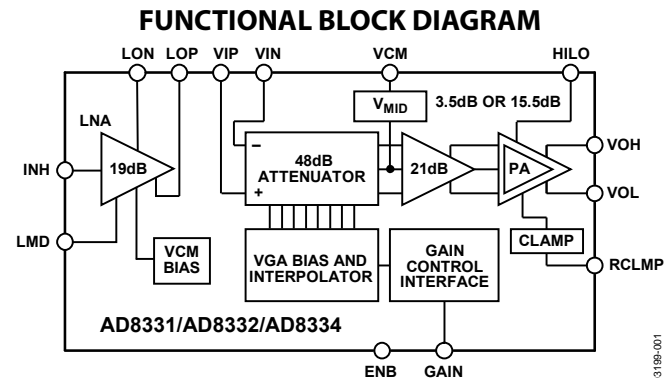 FUNCTIONAL BLOCK DIAGRAM
LON LOP VIP VIN VCM HILO
LNA
VMID
3.5dB OR 15.5dB
INH
19dB
–
48dB
ATTENUATOR
+
21dB
PA
VOH
VOL
LMD
VCM
BIAS
VGA BIAS AND
INTERPOLATOR
GAIN
CONTROL
INTERFACE
CLAMP
RCLMP
AD8331/AD8332/AD8334
ENB GAIN
3199-001